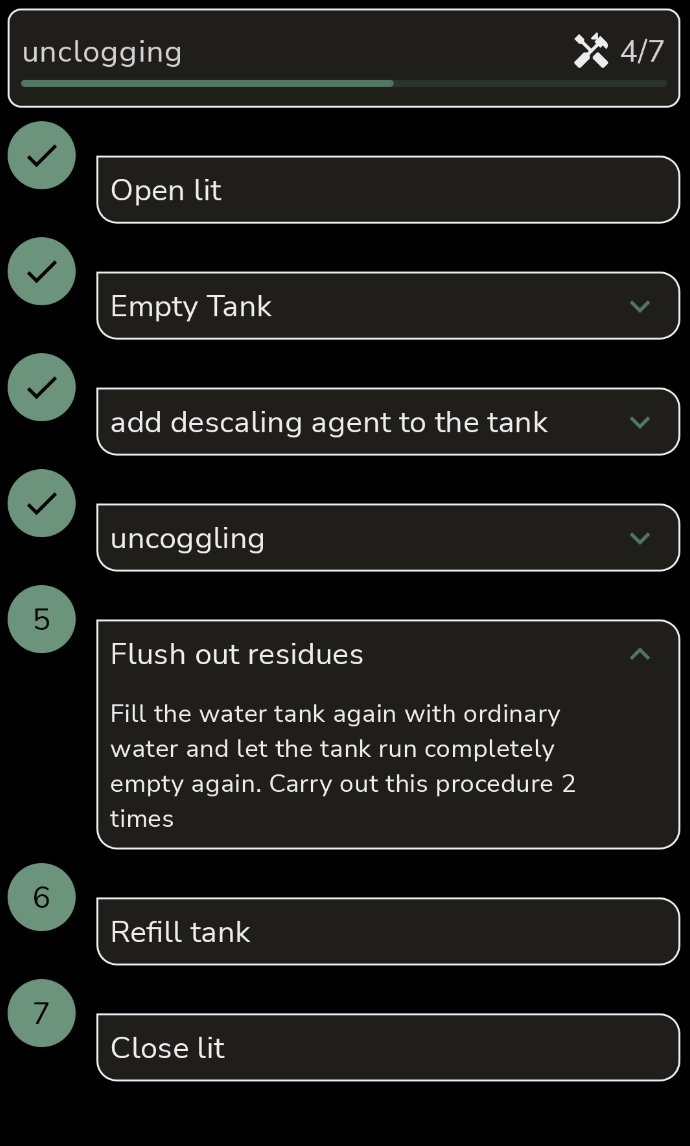 unclogging 4/7
Open lit
Empty Tank
add descaling agent to the tank
uncoggling
5
Flush out residues
Fill the water tank again with ordinary
water and let the tank run completely
empty again. Carry out this procedure 2
times
6
Refill tank
7
Close lit